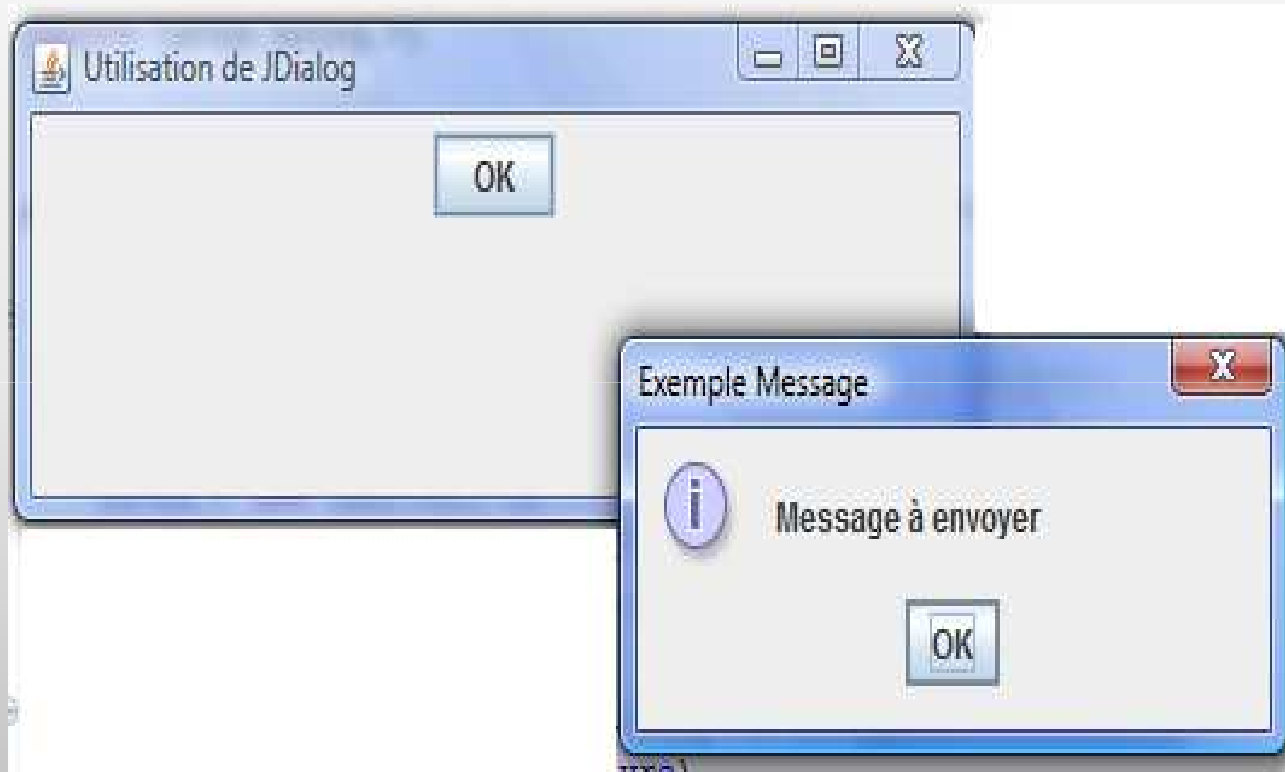 Utilisation de JDialog
OK
Exemple Message
i
Message à envoyer
OK